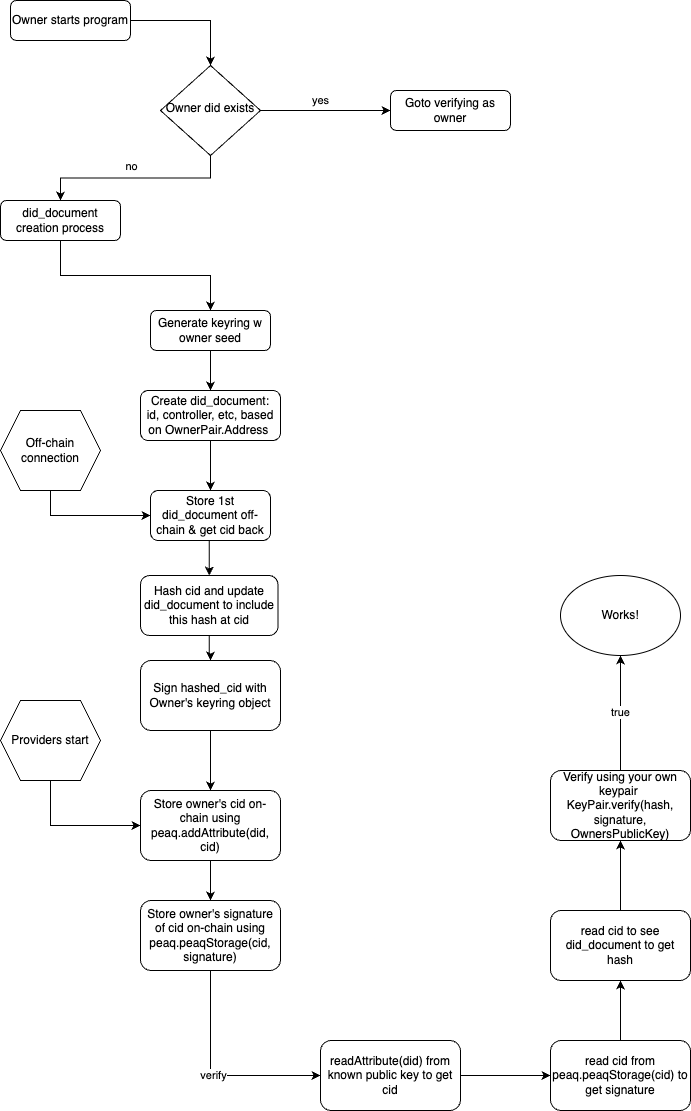 Owner starts program
Owner did exists
yes
Goto verifying as
owner
no
did_document
creation process
Generate keyring w
owner seed
Create did_document:
id, controller, etc, based
on OwnerPair.Address
Off-chain
connection
Store 1st
did_document off-
chain & get cid back
Hash cid and update
did_document to include
this hash at cid
Sign hashed_cid with
Owner's keyring object
Providers start
Store owner's cid on-
chain using
peaq.addAttribute(did,
cid)
Store owner's signature
of cid on-chain using
peaq.peaqStorage(cid,
signature)
verify
readAttribute(did) from
known public key to get
cid
read cid from
peaq.peaqStorage(cid) to
get signature
read cid to see
did_document to get
hash
Verify using your own
keypair
KeyPair.verify(hash,
signature,
OwnersPublicKey)
true
Works!